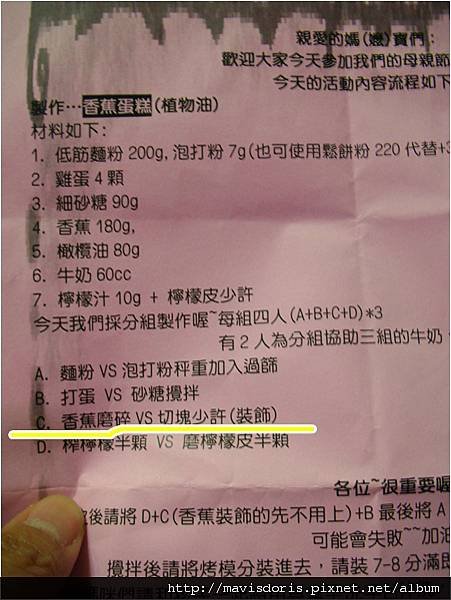 親愛的媽(嬤)寶們：
歡迎大家今天參加我們的母親節
今天的活動內容流程如下
製作…香蕉蛋糕(植物油)
材料如下：
1. 低筋麵粉 200g, 泡打粉 7g(也可使用鬆餅粉 220 代替+3
2. 雞蛋 4 顆
3. 細砂糖 90g
4. 香蕉 180g,
5. 橄欖油 80g
6. 牛奶 60cc
7. 檸檬汁 10g + 檸檬皮少許
今天我們採分組製作喔~每組四人(A+B+C+D)*3
有 2 人為分組協助三組的牛奶
A. 麵粉 VS 泡打粉秤重加入過篩
B. 打蛋 VS 砂糖攪拌
C. 香蕉磨碎 VS 切塊少許(裝飾)
D. 榨檸檬半顆 VS 磨檸檬皮半顆
各位~很重要喔
後請將 D+C(香蕉裝飾的先不用上)+B 最後將 A
可能會失敗~~加油
攪拌後請將烤模分裝進去，請裝 7-8 分滿即
http://mavisdoris.pixnet.net/album